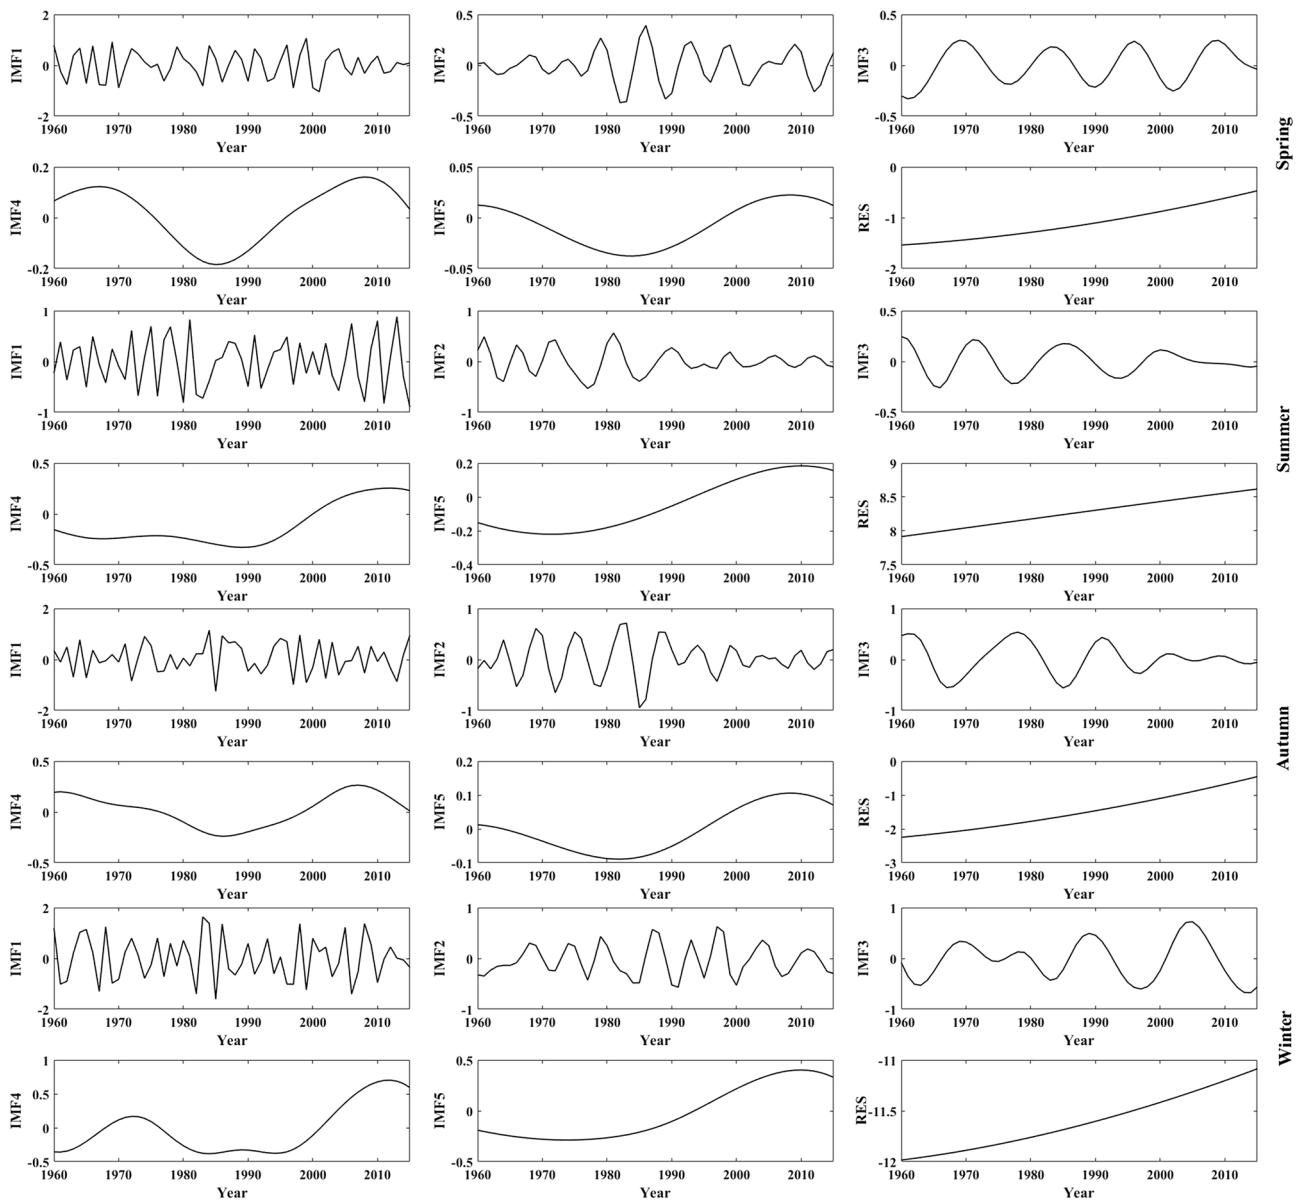 2 0.5 0.5
IMF1 0 IMF2 0 IMF3 0
-2 -0.5 -0.5
1960 1970 1980 1990 2000 2010 1960 1970 1980 1990 2000 2010 1960 1970 1980 1990 2000 2010
Year Year Year
Spring
0.2 0.05 0
IMF4 0 IMF5 0 RES -1
-0.2 -0.05 -2
1960 1970 1980 1990 2000 2010 1960 1970 1980 1990 2000 2010 1960 1970 1980 1990 2000 2010
Year Year Year
1 1 0.5
IMF1 0 IMF2 0 IMF3 0
-1 -1 -0.5
1960 1970 1980 1990 2000 2010 1960 1970 1980 1990 2000 2010 1960 1970 1980 1990 2000 2010
Year Year Year
Summer
0.5 0.2 9
0 8.5
IMF4 0 IMF5 -0.2 RES 8
-0.5 -0.4 7.5
1960 1970 1980 1990 2000 2010 1960 1970 1980 1990 2000 2010 1960 1970 1980 1990 2000 2010
Year Year Year
2 1 1
IMF1 0 IMF2 0 IMF3 0
-2 -1 -1
1960 1970 1980 1990 2000 2010 1960 1970 1980 1990 2000 2010 1960 1970 1980 1990 2000 2010
Year Year Year
Autumn
0.5 0.2 0
0.1 -1
IMF4 0 IMF5 0 RES -2
-0.5 -0.1 -3
1960 1970 1980 1990 2000 2010 1960 1970 1980 1990 2000 2010 1960 1970 1980 1990 2000 2010
Year Year Year
2 1 1
IMF1 0 IMF2 0 IMF3 0
-2 -1 -1
1960 1970 1980 1990 2000 2010 1960 1970 1980 1990 2000 2010 1960 1970 1980 1990 2000 2010
Year Year Year
Winter
1 0.5 -11
0.5
IMF4 0 IMF5 0 RES -11.5
-0.5 -0.5 -12
1960 1970 1980 1990 2000 2010 1960 1970 1980 1990 2000 2010 1960 1970 1980 1990 2000 2010
Year Year Year